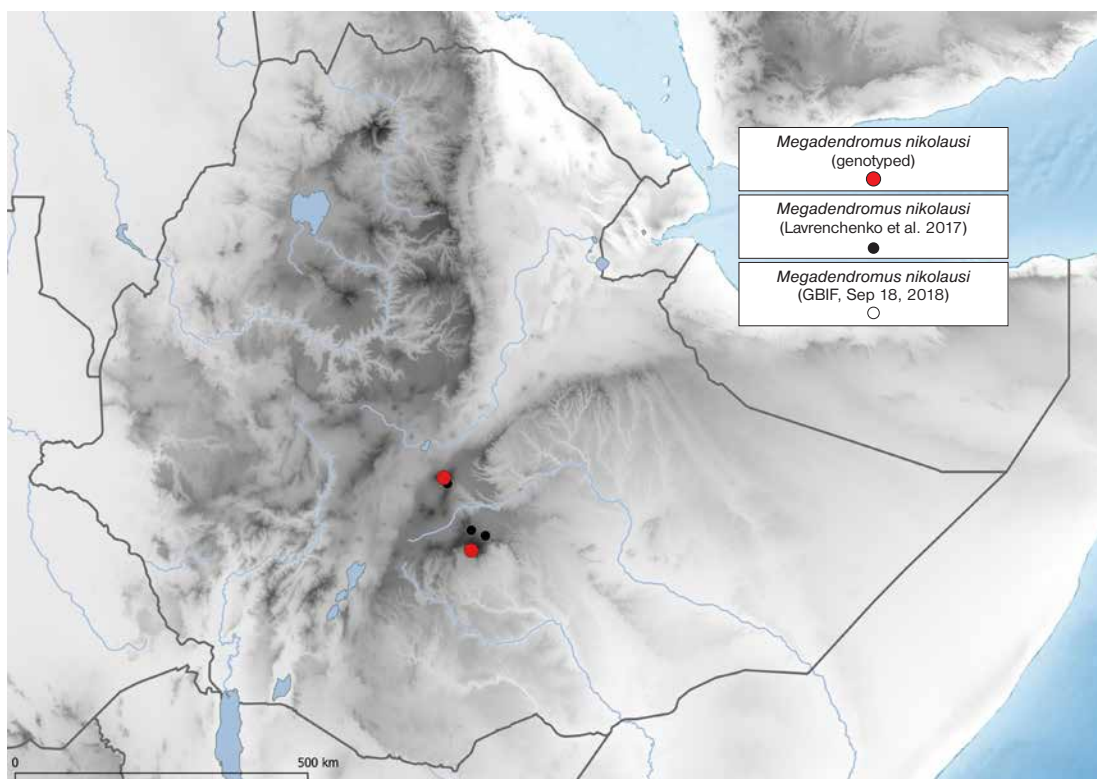 Megadendromus nikolausi
(genotyped)
Megadendromus nikolausi
(Lavrenchenko et al. 2017)
Megadendromus nikolausi
(GBIF, Sep 18, 2018)
0
500 km